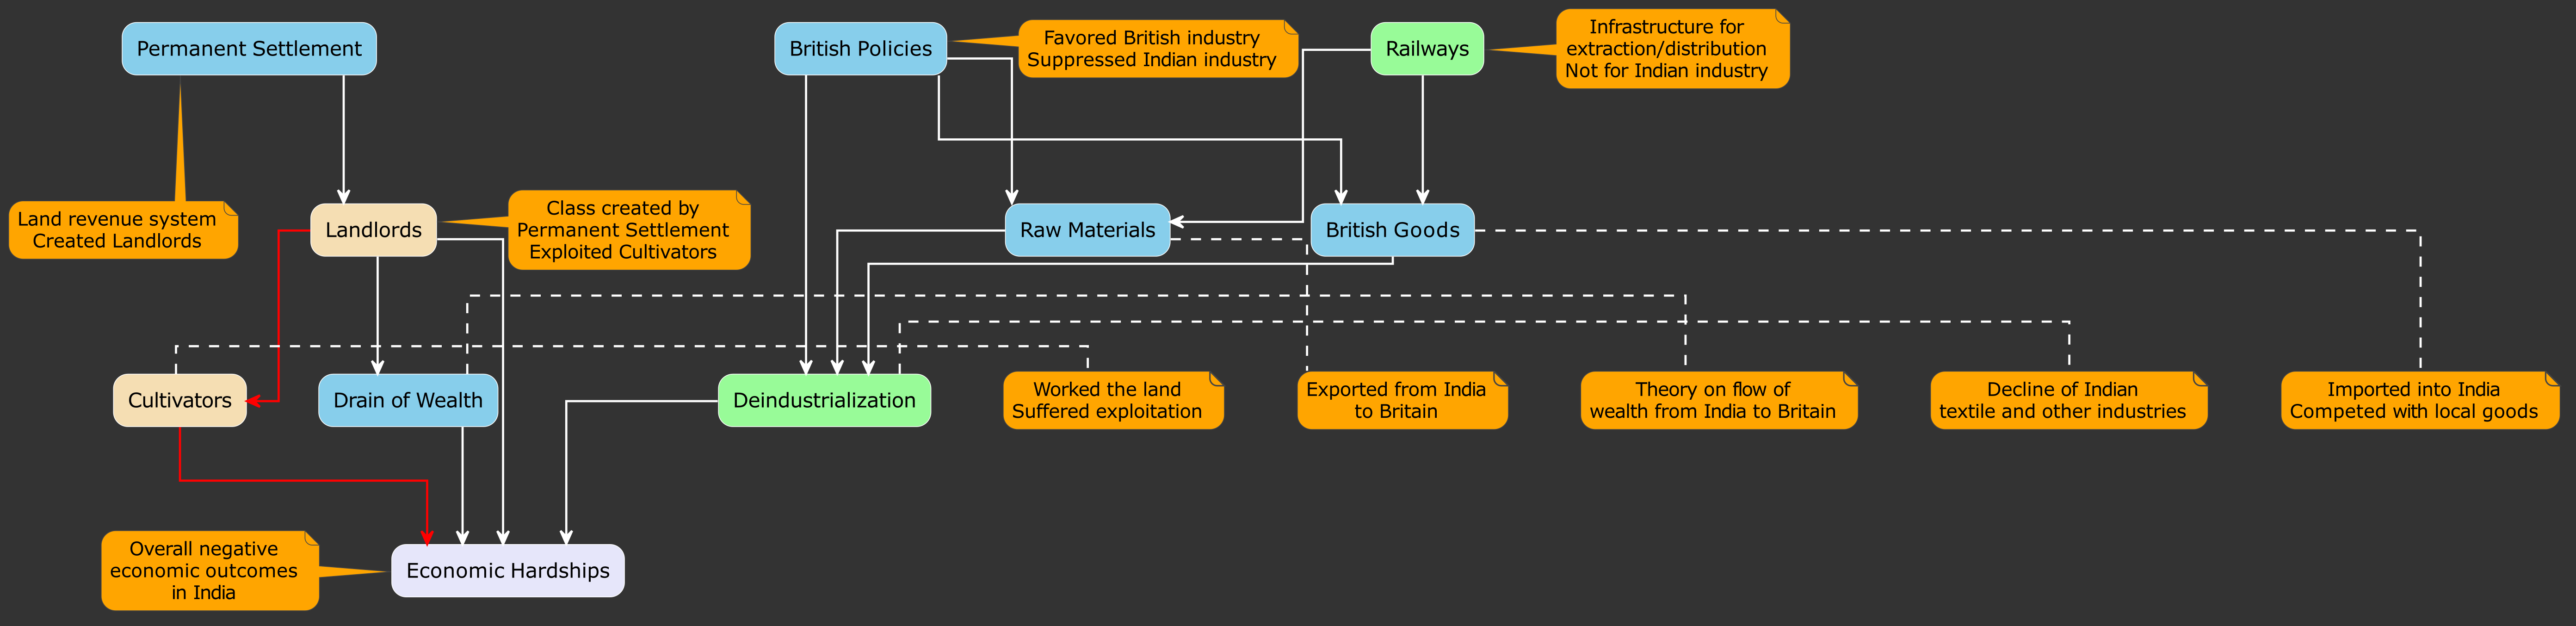 Permanent Settlement
British Policies
Favored British industry
Suppressed Indian industry
Railways
Infrastructure for
extraction/distribution
Not for Indian industry
Land revenue system
Created Landlords
Landlords
Class created by
Permanent Settlement
Exploited Cultivators
Raw Materials
British Goods
Cultivators
Drain of Wealth
Deindustrialization
Worked the land
Suffered exploitation
Exported from India
to Britain
Theory on flow of
wealth from India to Britain
Decline of Indian
textile and other industries
Imported into India
Competed with local goods
Overall negative
economic outcomes
in India
Economic Hardships